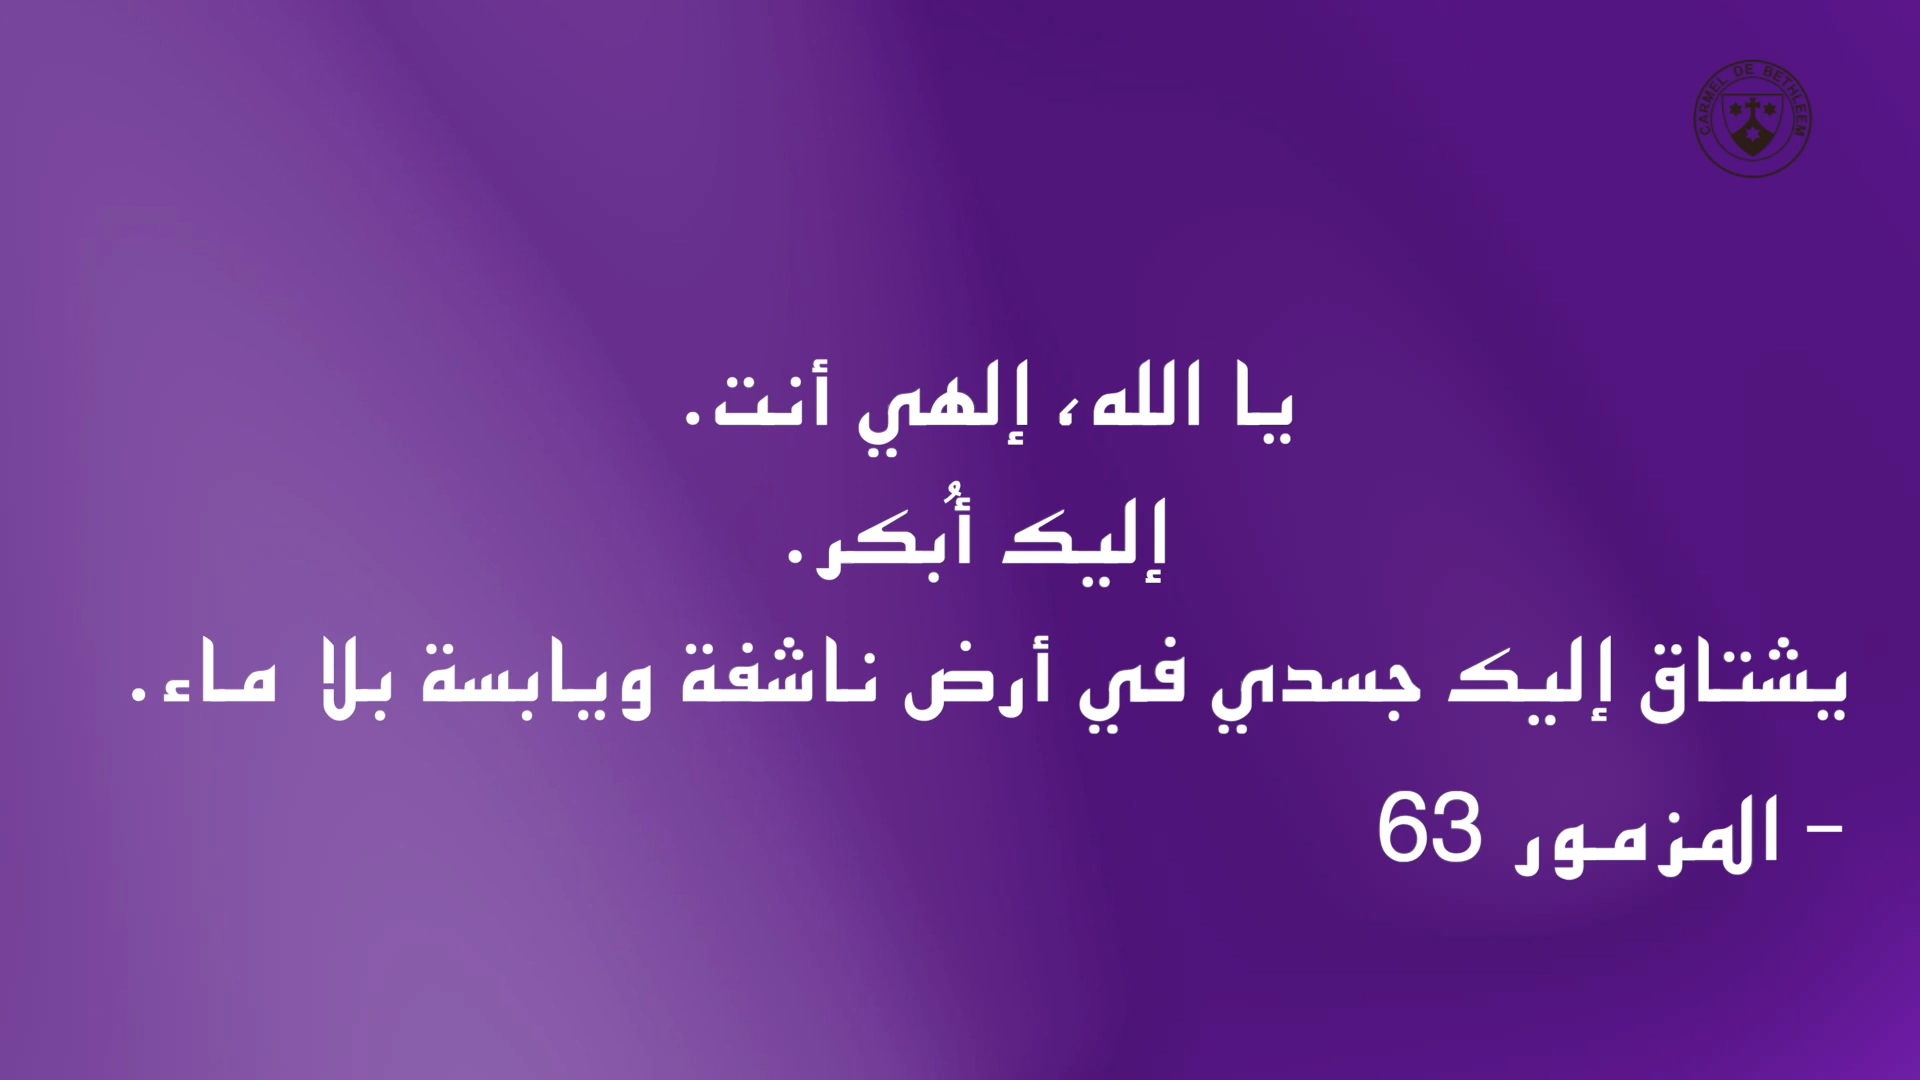 CARMEL DE BETHLEEM
يا الله، إلهي أنت.
إليك أُبكر.
يشتاق إليك جسدي في أرض ناشفة ويابسة بلا ماء.
- المزمور 63